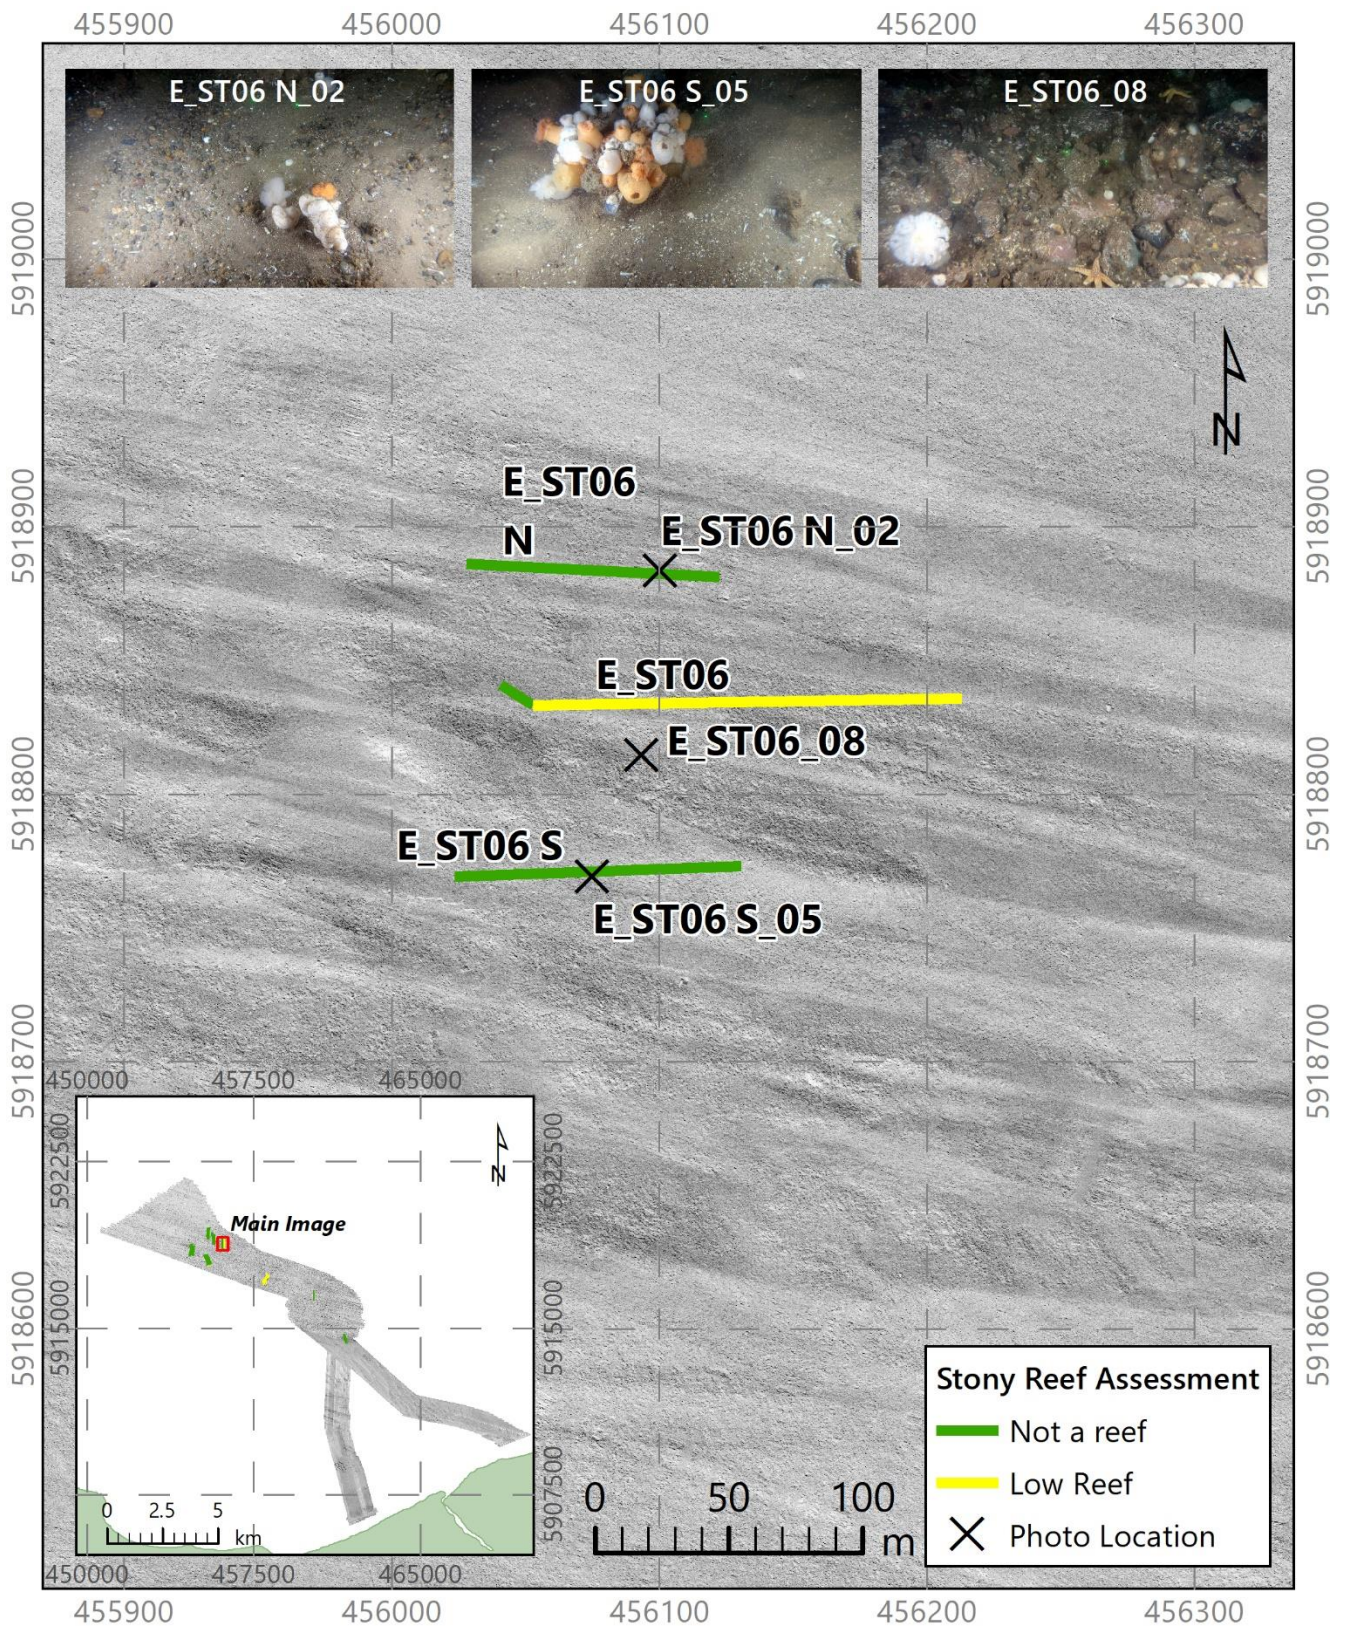 455900 456000 456100 456200 456300
E_ST06 N_02 E_ST06 S_05 E_ST06_08
5919000 5919000
N
E_ST06
N
E_ST06 N_02
5918900 5918900
E_ST06
E_ST06_08
5918800 5918800
E_ST06 S
E_ST06 S_05
5918700 5918700
450000 457500 465000
5922500 5922500
N
Main Image
5915000 5915000
5918600 5918600
5907500
0 2.5 5
km
450000 457500 465000
0 50 100
m
Stony Reef Assessment
Not a reef
Low Reef
Photo Location
455900 456000 456100 456200 456300